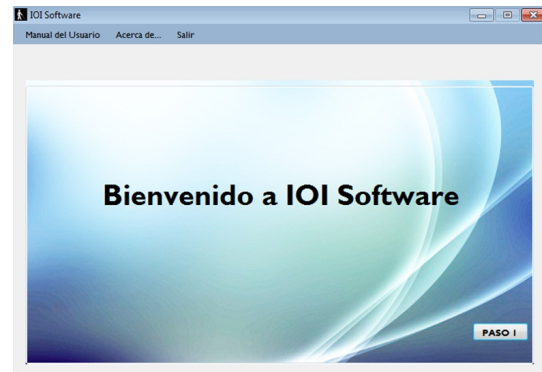 IOI Software
Manual del Usuario Acerca de... Salir
Bienvenido a IOI Software
PASO 1